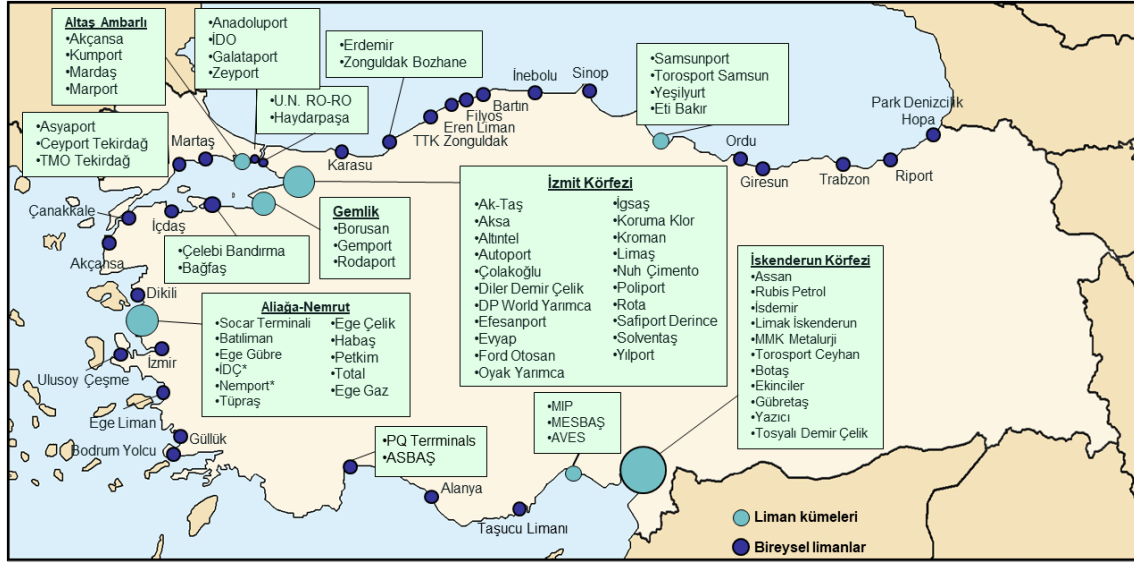 Altaş Ambarlı
•Akçansa
•Kumport
•Mardaş
•Marport
•Anadoluport
•İDO
•Galataport
•Zeyport
•U.N. RO-RO
•Haydarpaşa
•Erdemir
•Zonguldak Bozhane
•Samsunport
•Torosport Samsun
•Yeşilyurt
•Eti Bakır
•Asyaport
•Ceyport Tekirdağ
•TMO Tekirdağ
Martaş
Karasu
TTK Zonguldak
Eren Liman
Filyos
Bartın
İnebolu
Sinop
Ordu
Giresun
Trabzon
Riport
Park Denizcilik
Hopa
Çanakkale
İçdaş
Akçansa
•Çelebi Bandırma
•Bağfaş
Gemlik
•Borusan
•Gemport
•Rodaport
İzmit Körfezi
•Ak-Taş
•Aksa
•Altıntel
•Autoport
•Çolakoğlu
•Diler Demir Çelik
•DP World Yarımca
•Efesanport
•Evyap
•Ford Otosan
•Oyak Yarımca
•İgsaş
•Koruma Klor
•Kroman
•Limaş
•Nuh Çimento
•Poliport
•Rota
•Safiport Derince
•Solventaş
•Yılport
İskenderun Körfezi
•Assan
•Rubis Petrol
•İsdemir
•Limak İskenderun
•MMK Metalurji
•Torosport Ceyhan
•Botaş
•Ekinciler
•Gübretaş
•Yazıcı
•Tosyalı Demir Çelik
Dikili
Aliağa-Nemrut
•Socar Terminali
•Batıliman
•Ege Gübre
•İDÇ*
•Nemport*
•Tüpraş
•Ege Çelik
•Habaş
•Petkim
•Total
•Ege Gaz
İzmir
Ulusoy Çeşme
Ege Liman
Güllük
Bodrum Yolcu
•PQ Terrminals
•ASBAŞ
Alanya
Taşucu Limanı
•MIP
•MESBAŞ
•AVES
Liman kümeleri
Bireysel limanlar